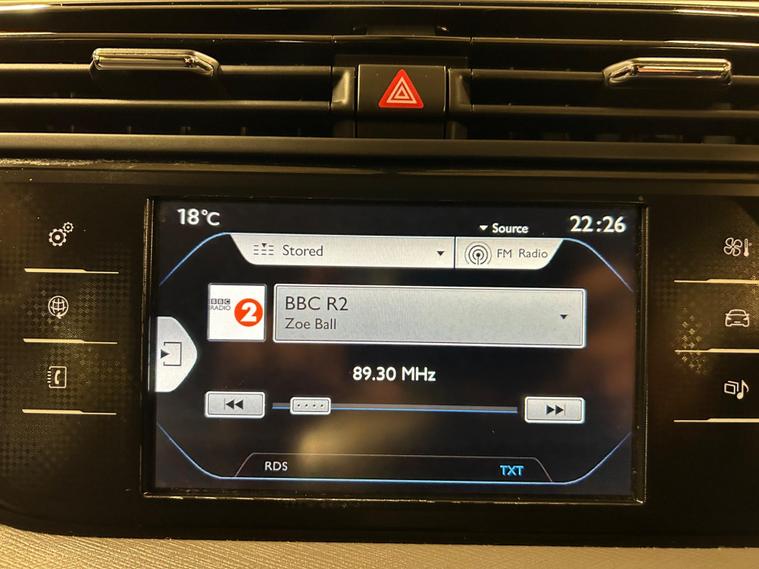 18°C
Source
22:26
Stored
FM Radio
BBC
RADIO
2
BBC R2
Zoe Ball
89.30 MHz
RDS
TXT